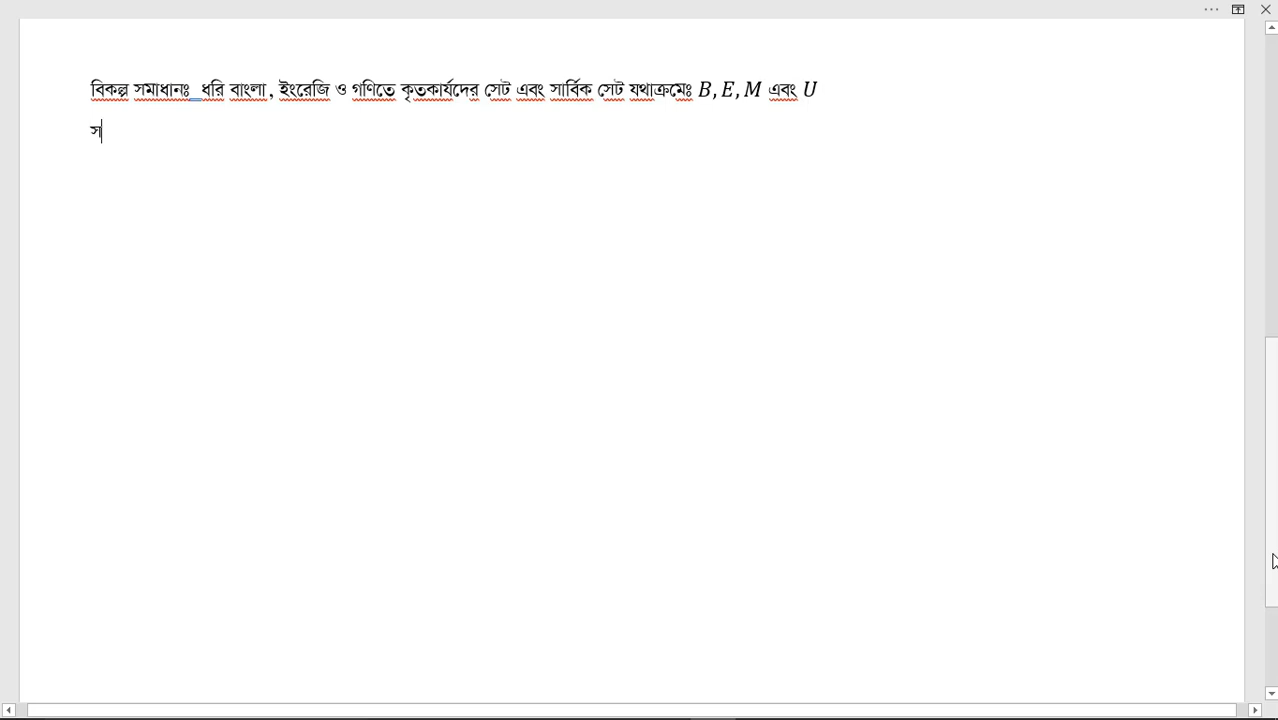 বিকল্প সমাধানঃ ধরি বাংলা, ইংরেজি ও গণিতে কৃতকার্যদের সেট এবং সার্বিক সেট যথাক্রমেঃ B, E, M এবং U
স